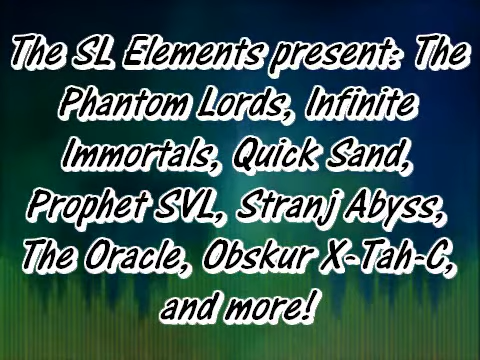 The SL Elements present: The
Phantom Lords, Infinite
Immortals, Quick Sand,
Prophet SVL, Stranj Abyss,
The Oracle, Obskur X-Tah-C,
and more!